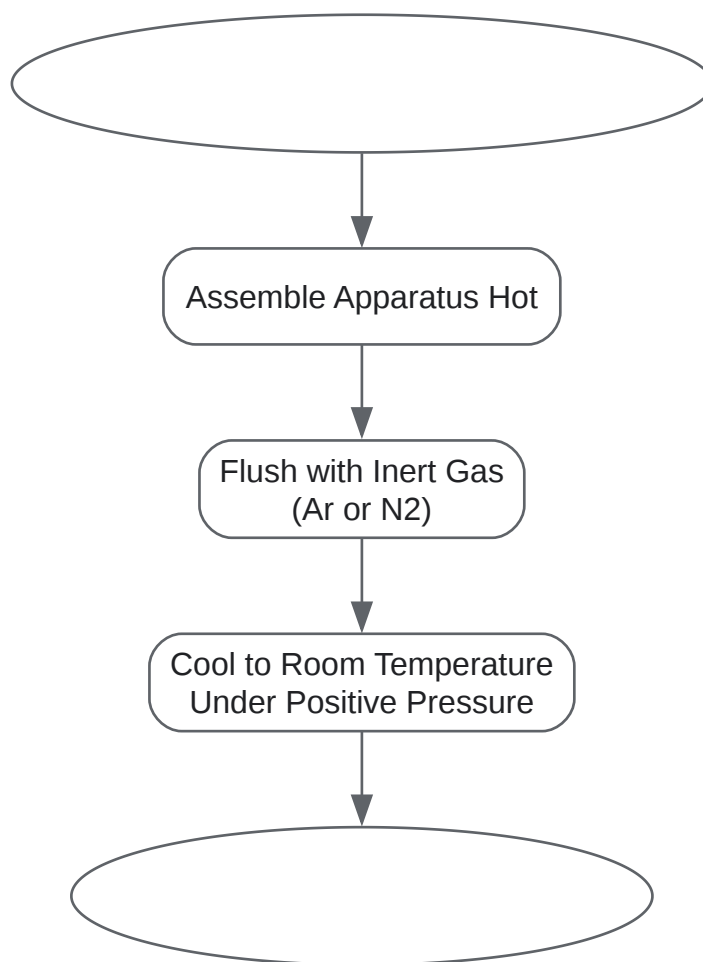 Assemble Apparatus Hot
Flush with Inert Gas
(Ar or N2)
Cool to Room Temperature
Under Positive Pressure